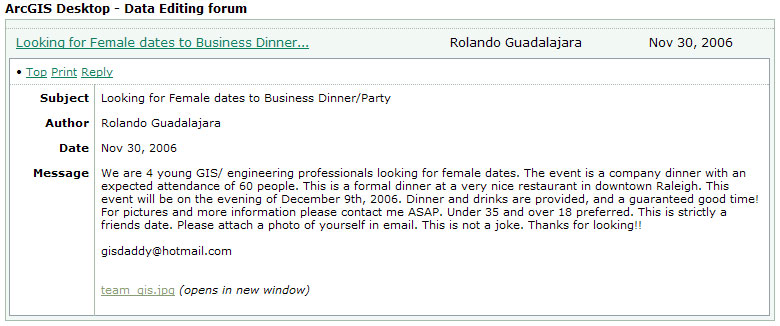 ArcGIS Desktop - Data Editing forum
Looking for Female dates to Business Dinner... Rolando Guadalajara Nov 30, 2006
• Top Print Reply
Subject Looking for Female dates to Business Dinner/Party
Author Rolando Guadalajara
Date Nov 30, 2006
Message We are 4 young GIS/ engineering professionals looking for female dates. The event is a company dinner with an
expected attendance of 60 people. This is a formal dinner at a very nice restaurant in downtown Raleigh. This
event will be on the evening of December 9th, 2006. Dinner and drinks are provided, and a guaranteed good time!
For pictures and more information please contact me ASAP. Under 35 and over 18 preferred. This is strictly a
friends date. Please attach a photo of yourself in email. This is not a joke. Thanks for looking!!
gisdaddy@hotmail.com
team_gis.jpg (opens in new window)